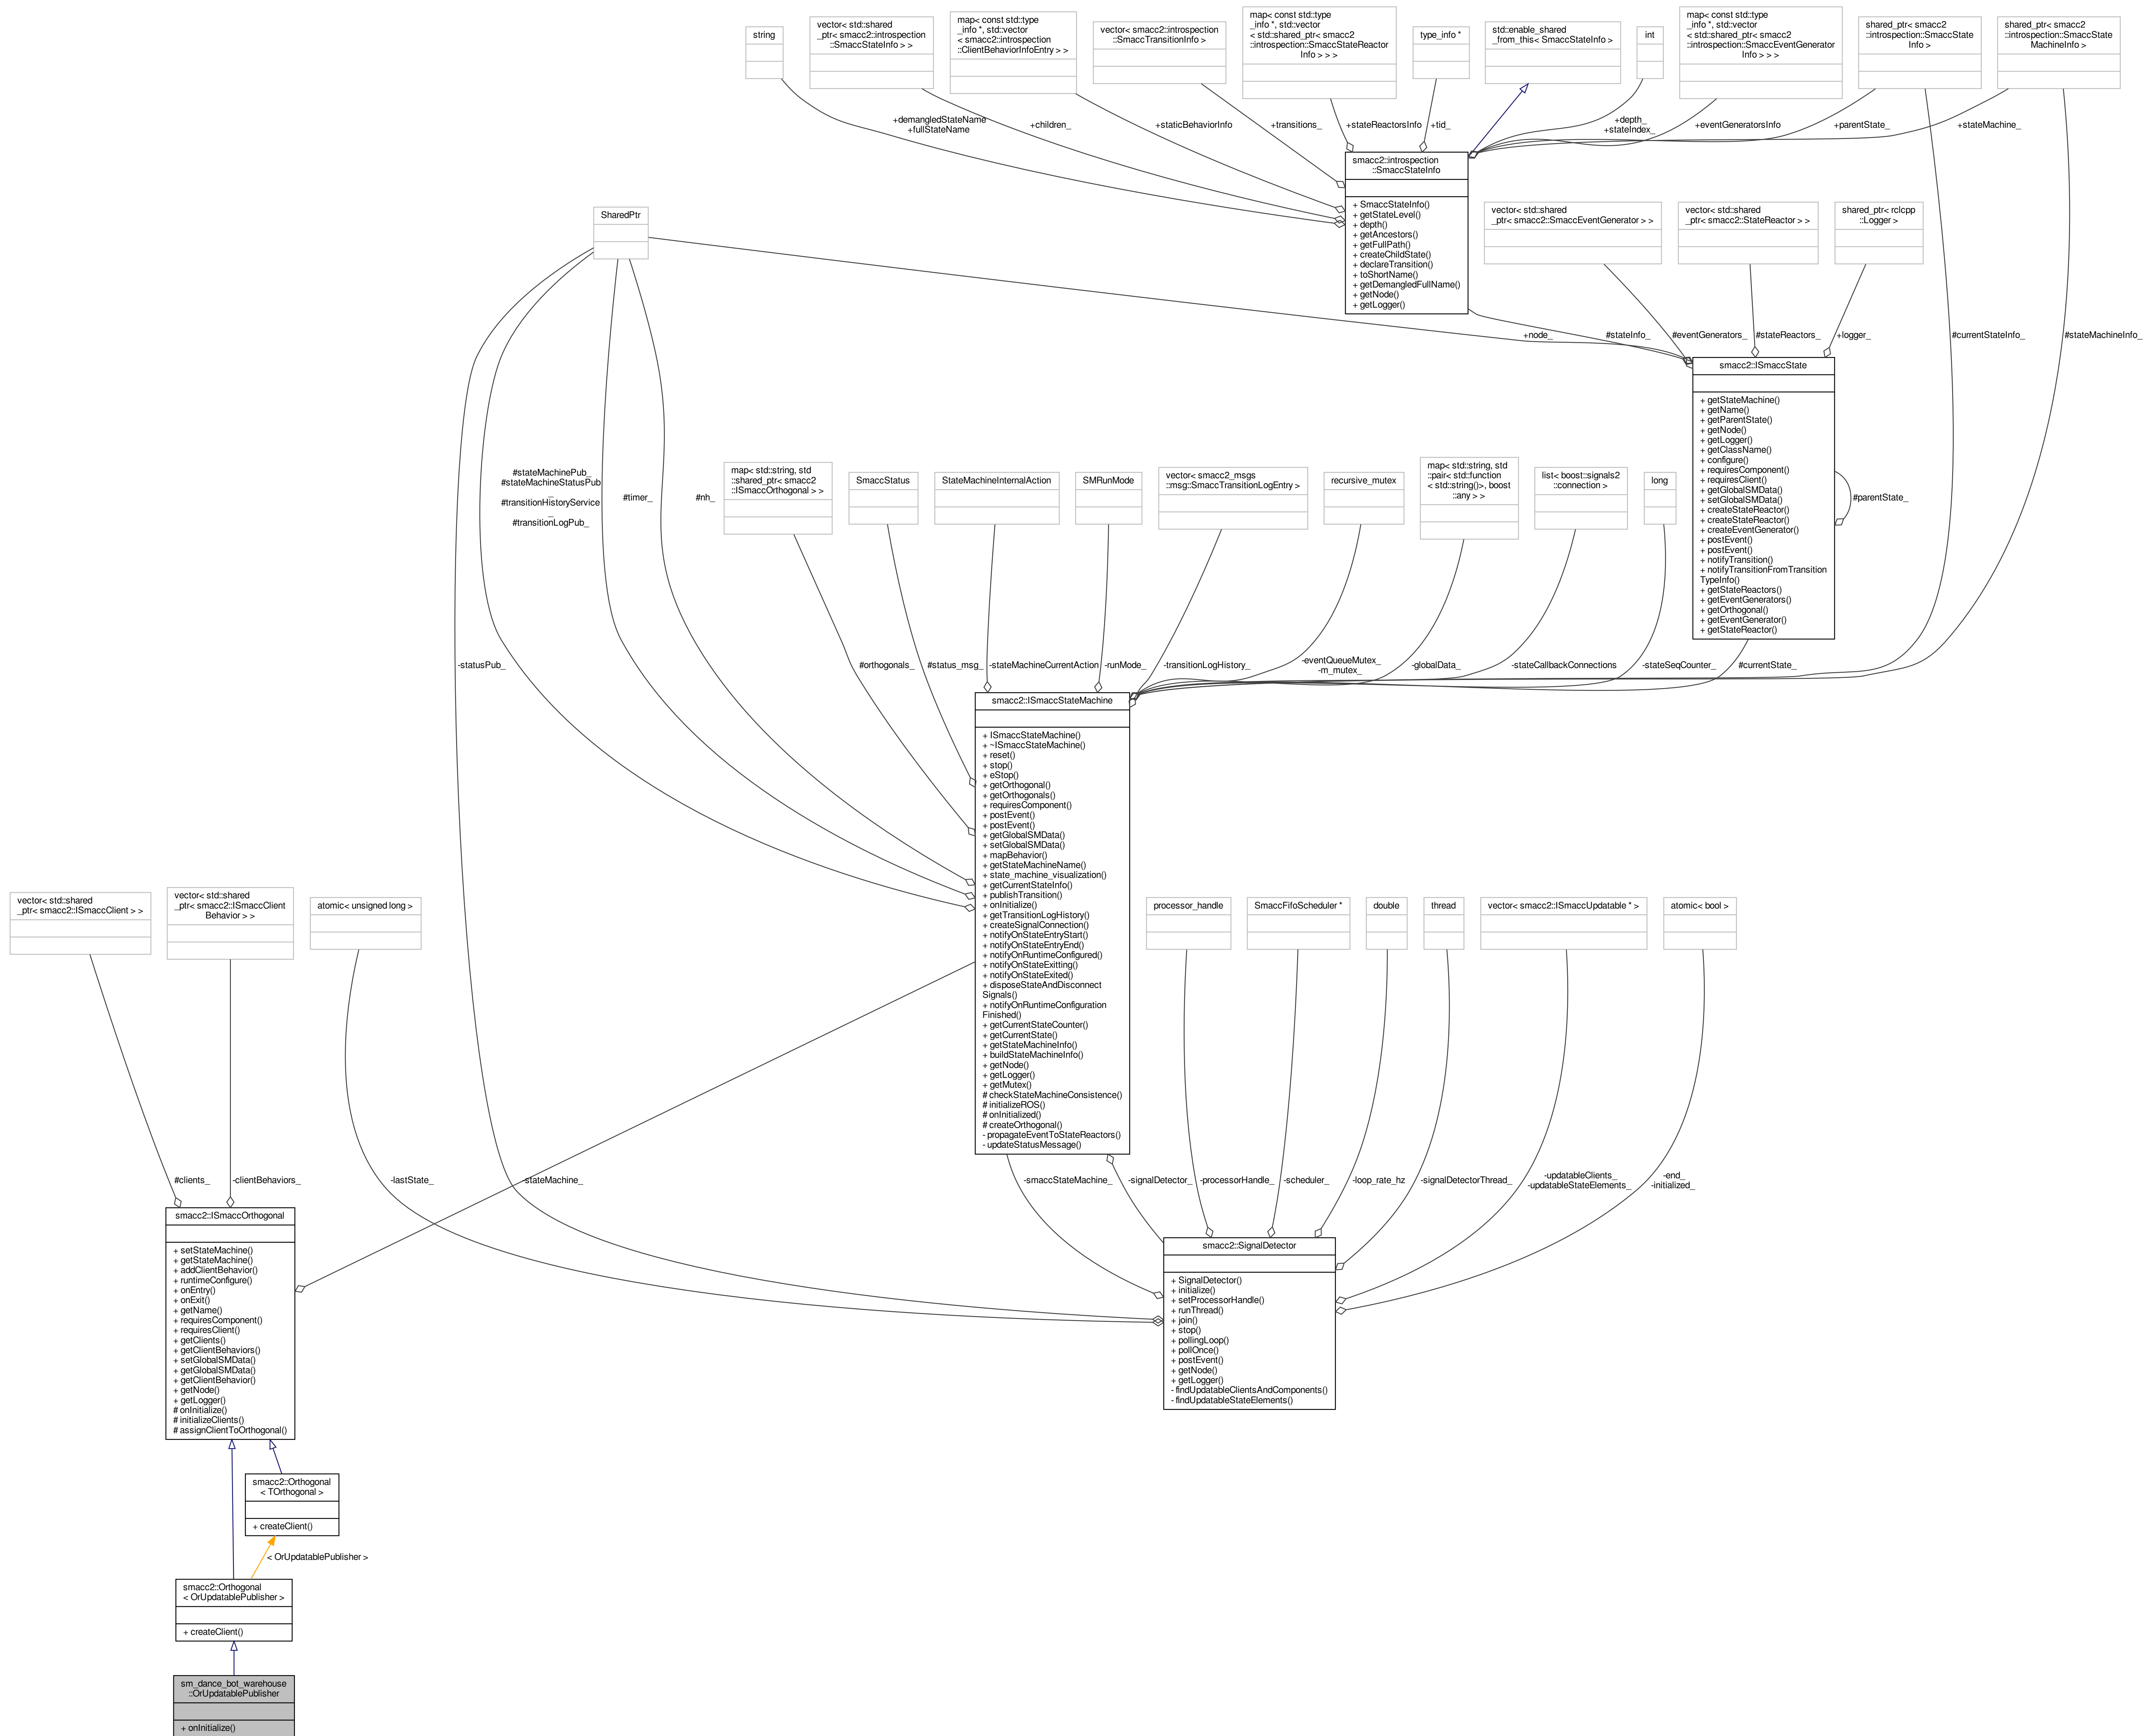 string
vector< std::shared
_ptr< smacc2::introspection
::SmaccStateInfo > >
map< const std::type
_info *, std::vector
< smacc2::introspection
::ClientBehaviorInfoEntry > >
vector< smacc2::introspection
::SmaccTransitionInfo >
map< const std::type
_info *, std::vector
< std::shared_ptr< smacc2
::introspection::SmaccStateReactor
Info > > >
type_info *
std::enable_shared
_from_this< SmaccStateInfo >
int
map< const std::type
_info *, std::vector
< std::shared_ptr< smacc2
::introspection::SmaccEventGenerator
Info > > >
shared_ptr< smacc2
::introspection::SmaccState
Info >
shared_ptr< smacc2
::introspection::SmaccState
MachineInfo >
+demangledStateName
+fullStateName
+children_
+staticBehaviorInfo
+transitions_
+stateReactorsInfo
+tid_
+depth_
+stateIndex_
+eventGeneratorsInfo
+parentState_
+stateMachine_
smacc2::introspection
::SmaccStateInfo
+ SmaccStateInfo()
+ getStateLevel()
+ depth()
+ getAncestors()
+ getFullPath()
+ createChildState()
+ declareTransition()
+ toShortName()
+ getDemangledFullName()
+ getNode()
+ getLogger()
SharedPtr
vector< std::shared
_ptr< smacc2::SmaccEventGenerator > >
vector< std::shared
_ptr< smacc2::StateReactor > >
shared_ptr< rclcpp
::Logger >
+node_
#stateInfo_
#eventGenerators_
#stateReactors_
+logger_
#currentStateInfo_
#stateMachineInfo_
smacc2::ISmaccState
+ getStateMachine()
+ getName()
+ getParentState()
+ getNode()
+ getLogger()
+ getClassName()
+ configure()
+ requiresComponent()
+ requiresClient()
+ getGlobalSMData()
+ setGlobalSMData()
+ createStateReactor()
+ createStateReactor()
+ createEventGenerator()
+ postEvent()
+ postEvent()
+ notifyTransition()
+ notifyTransitionFromTransition
TypeInfo()
+ getStateReactors()
+ getEventGenerators()
+ getOrthogonal()
+ getEventGenerator()
+ getStateReactor()
#parentState_
#stateMachinePub_
#stateMachineStatusPub
_
#transitionHistoryService
_
#transitionLogPub_
#timer_
#nh_
map< std::string, std
::shared_ptr< smacc2
::ISmaccOrthogonal > >
SmaccStatus
StateMachineInternalAction
SMRunMode
vector< smacc2_msgs
::msg::SmaccTransitionLogEntry >
recursive_mutex
map< std::string, std
::pair< std::function
< std::string()>, boost
::any > >
list< boost::signals2
::connection >
long
-statusPub_
#orthogonals_
#status_msg_
-stateMachineCurrentAction
-runMode_
-transitionLogHistory_
-eventQueueMutex_
-m_mutex_
-globalData_
-stateCallbackConnections
-stateSeqCounter_
#currentState_
smacc2::ISmaccStateMachine
+ ISmaccStateMachine()
+ ~ISmaccStateMachine()
+ reset()
+ stop()
+ eStop()
+ getOrthogonal()
+ getOrthogonals()
+ requiresComponent()
+ postEvent()
+ postEvent()
+ getGlobalSMData()
+ setGlobalSMData()
+ mapBehavior()
+ getStateMachineName()
+ state_machine_visualization()
+ getCurrentStateInfo()
+ publishTransition()
+ onInitialize()
+ getTransitionLogHistory()
+ createSignalConnection()
+ notifyOnStateEntryStart()
+ notifyOnStateEntryEnd()
+ notifyOnRuntimeConfigured()
+ notifyOnStateExitting()
+ notifyOnStateExited()
+ disposeStateAndDisconnect
Signals()
+ notifyOnRuntimeConfiguration
Finished()
+ getCurrentStateCounter()
+ getCurrentState()
+ getStateMachineInfo()
+ buildStateMachineInfo()
+ getNode()
+ getLogger()
+ getMutex()
# checkStateMachineConsistence()
# initializeROS()
# onInitialized()
# createOrthogonal()
- propagateEventToStateReactors()
- updateStatusMessage()
vector< std::shared
_ptr< smacc2::ISmaccClient > >
vector< std::shared
_ptr< smacc2::ISmaccClient
Behavior > >
atomic< unsigned long >
processor_handle
SmaccFifoScheduler *
double
thread
vector< smacc2::ISmaccUpdatable * >
atomic< bool >
#clients_
-clientBehaviors_
-lastState_
-stateMachine_
-smaccStateMachine_
-signalDetector_
-processorHandle_
-scheduler_
-loop_rate_hz
-signalDetectorThread_
-updatableClients_
-updatableStateElements_
-end_
-initialized_
smacc2::ISmaccOrthogonal
+ setStateMachine()
+ getStateMachine()
+ addClientBehavior()
+ runtimeConfigure()
+ onEntry()
+ onExit()
+ getName()
+ requiresComponent()
+ requiresClient()
+ getClients()
+ getClientBehaviors()
+ setGlobalSMData()
+ getGlobalSMData()
+ getClientBehavior()
+ getNode()
+ getLogger()
# onInitialize()
# initializeClients()
# assignClientToOrthogonal()
smacc2::SignalDetector
+ SignalDetector()
+ initialize()
+ setProcessorHandle()
+ runThread()
+ join()
+ stop()
+ pollingLoop()
+ pollOnce()
+ postEvent()
+ getNode()
+ getLogger()
- findUpdatableClientsAndComponents()
- findUpdatableStateElements()
smacc2::Orthogonal
< TOrthogonal >
+ createClient()
< OrUpdatablePublisher >
smacc2::Orthogonal
< OrUpdatablePublisher >
+ createClient()
sm_dance_bot_warehouse
::OrUpdatablePublisher
+ onInitialize()